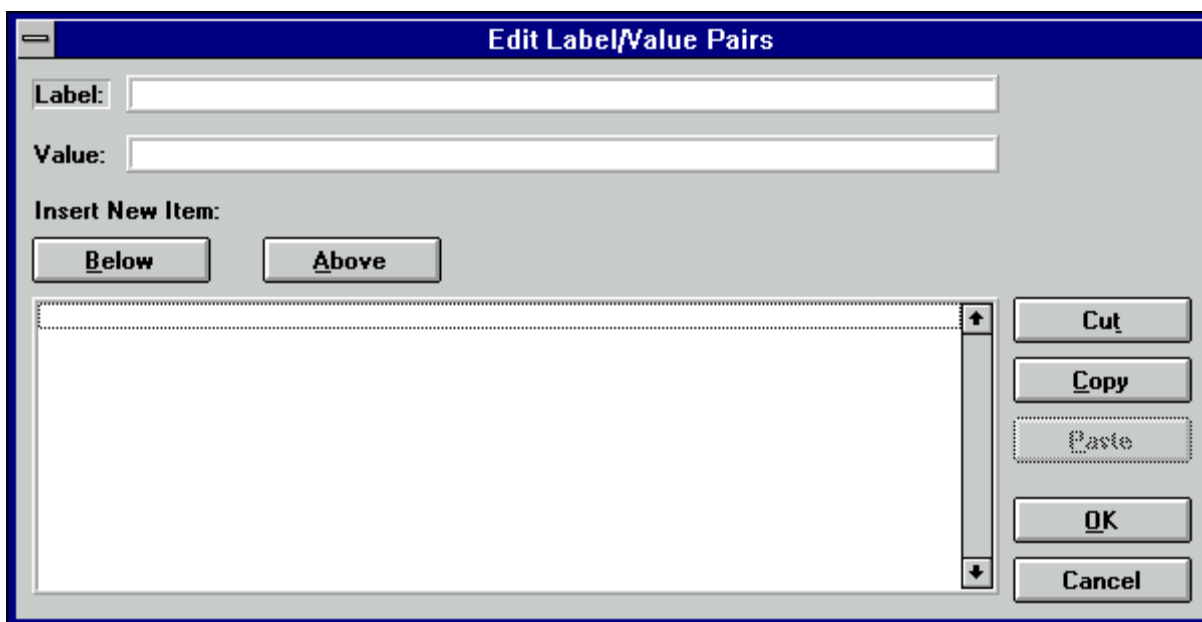 Edit Label/Value Pairs
Label:
Value:
Insert New Item:
Below Above
Cut
Copy
Paste
OK
Cancel